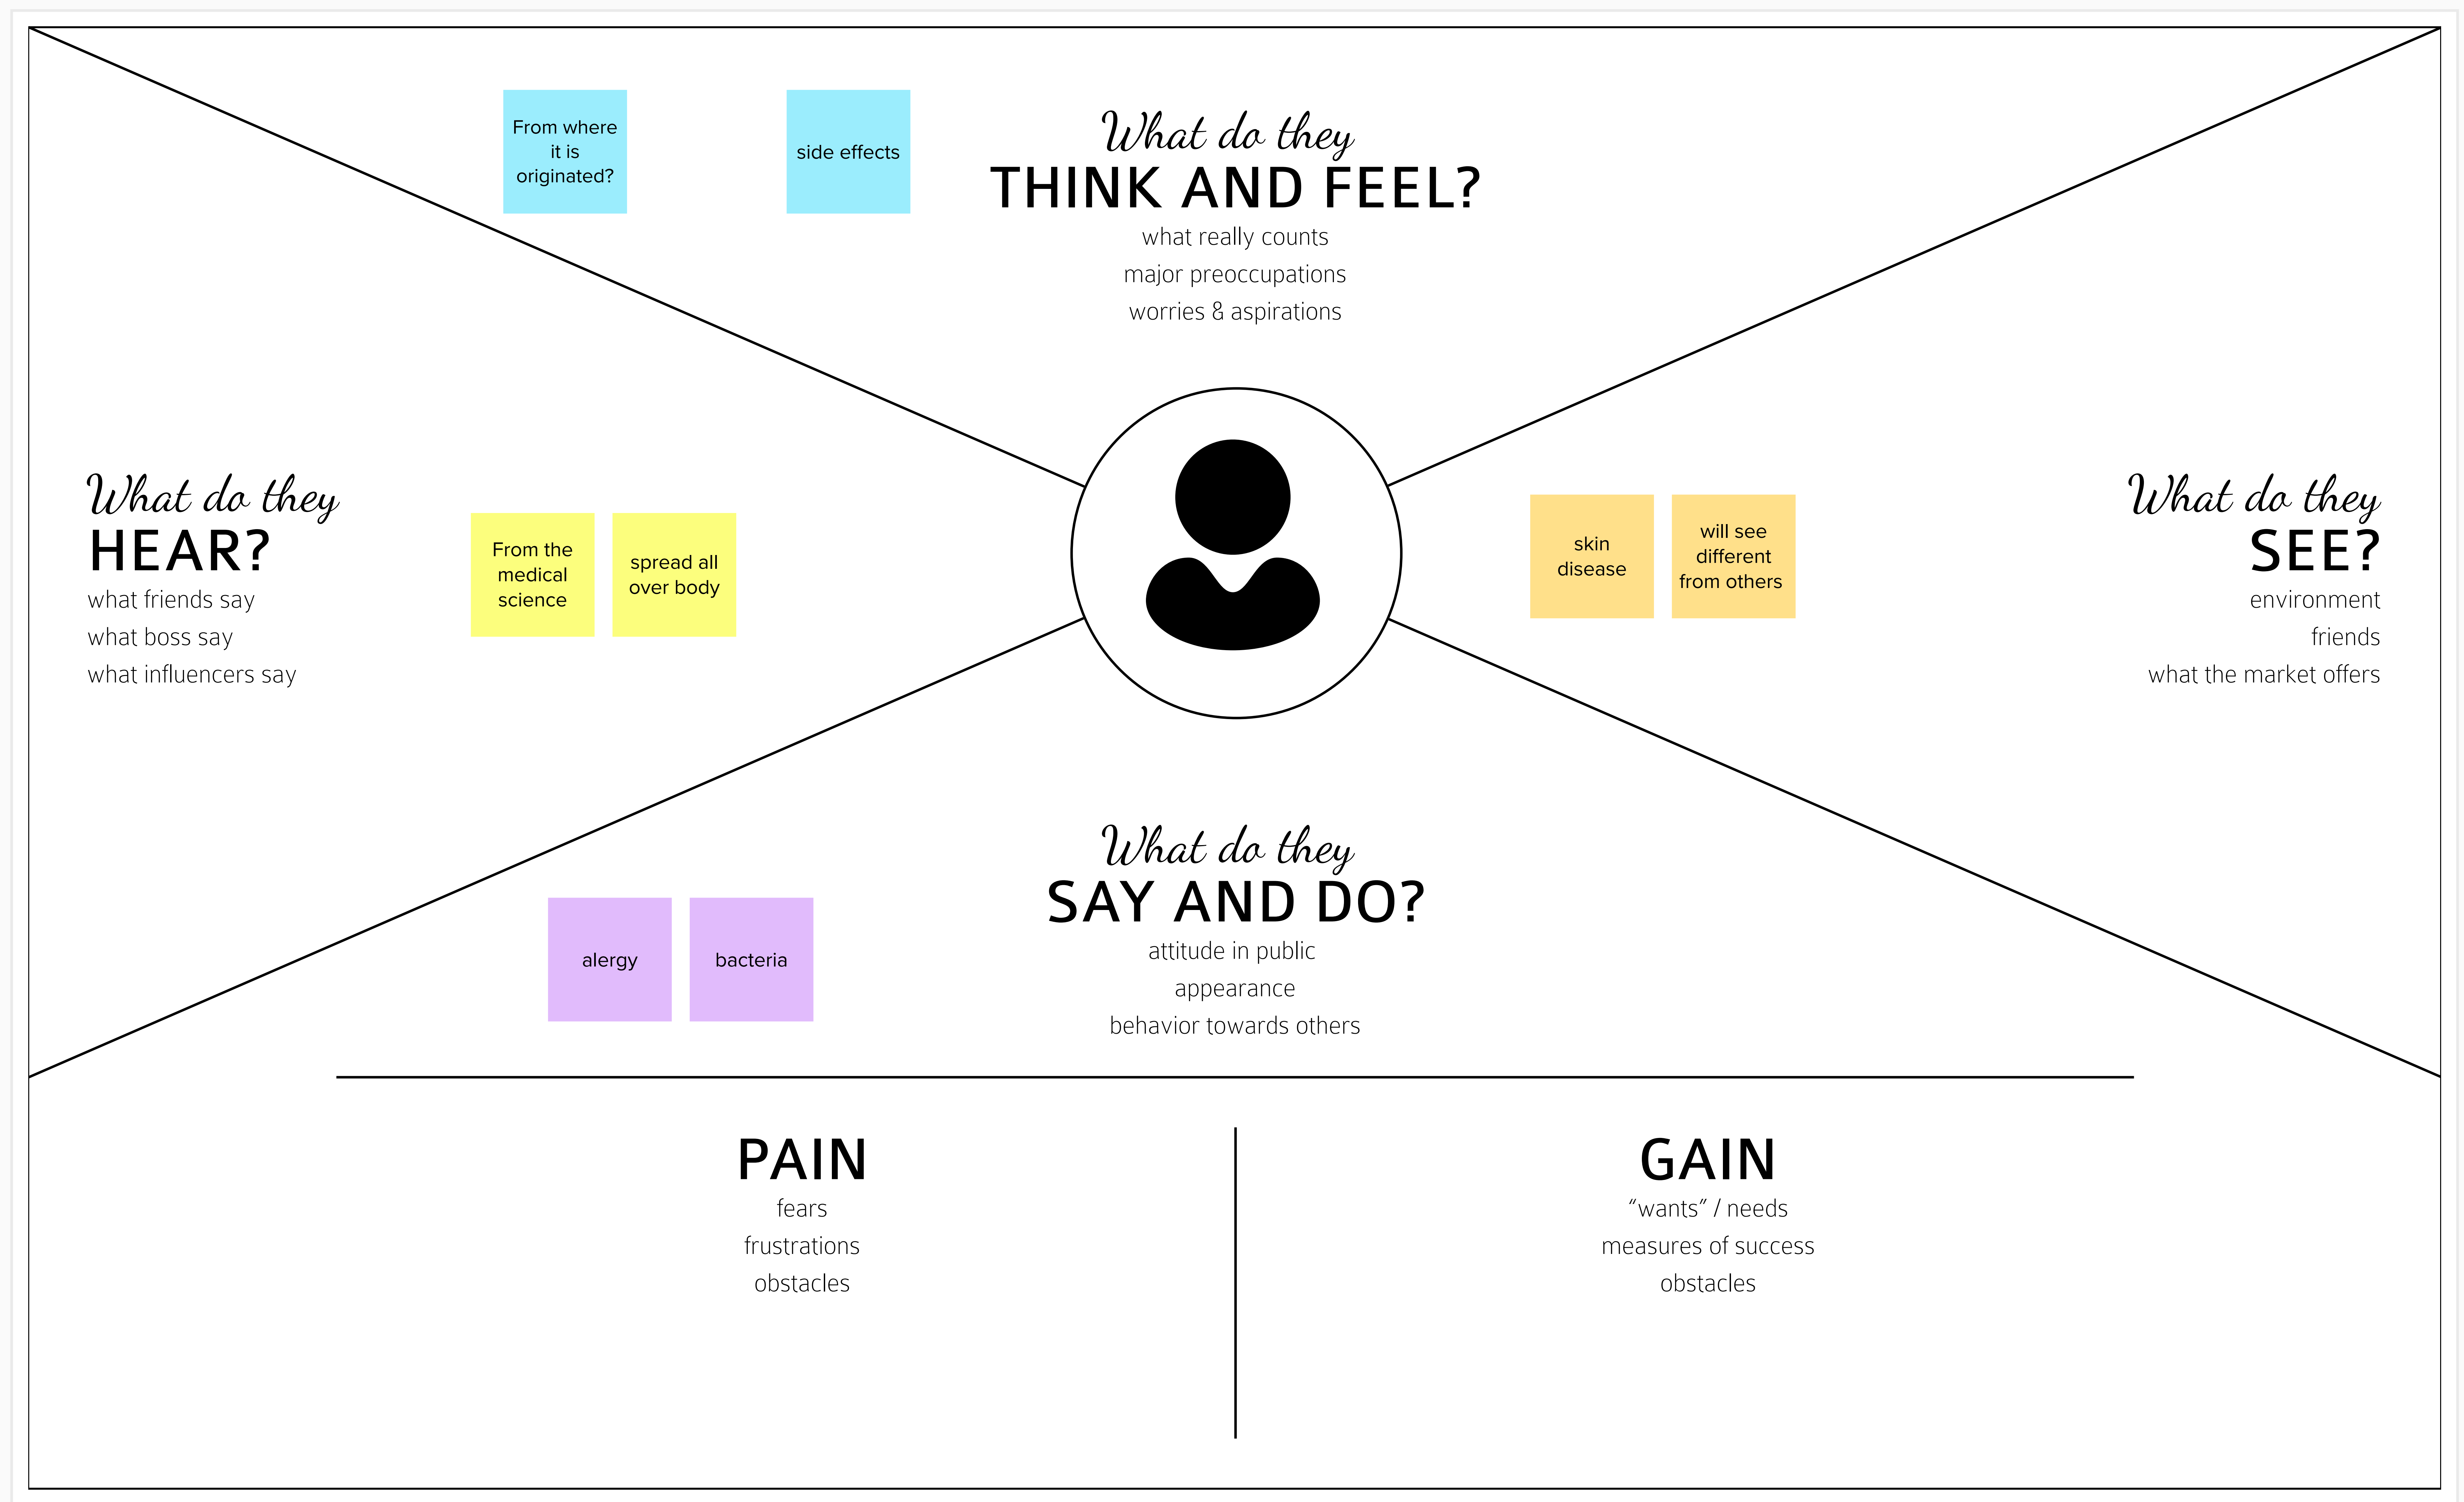 From where
it is
originated?
side effects
What do they
THINK AND FEEL?
what really counts
major preoccupations
worries & aspirations
What do they
HEAR?
what friends say
what boss say
what influencers say
From the
medical
science
spread all
over body
skin
disease
will see
different
from others
What do they
SEE?
environment
friends
what the market offers
What do they
SAY AND DO?
attitude in public
appearance
behavior towards others
alergy
bacteria
PAIN
fears
frustrations
obstacles
GAIN
“wants” / needs
measures of success
obstacles